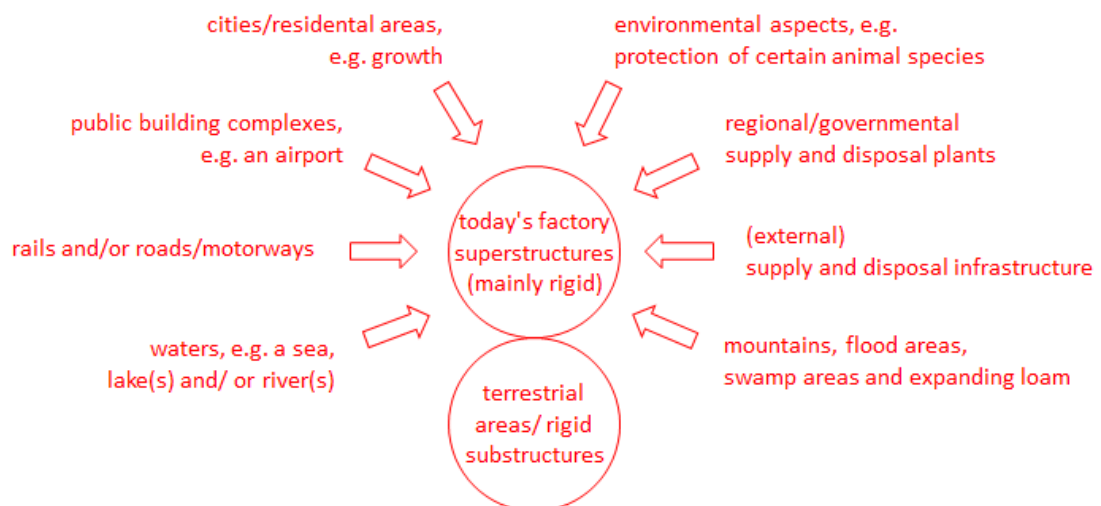 cities/residental areas,
e.g. growth
environmental aspects, e.g.
protection of certain animal species
public building complexes,
e.g. an airport
regional/governmental
supply and disposal plants
rails and/or roads/motorways
today's factory
superstructures
(mainly rigid)
(external)
supply and disposal infrastructure
waters, e.g. a sea,
lake(s) and/ or river(s)
mountains, flood areas,
swamp areas and expanding loam
terrestrial
areas/ rigid
substructures